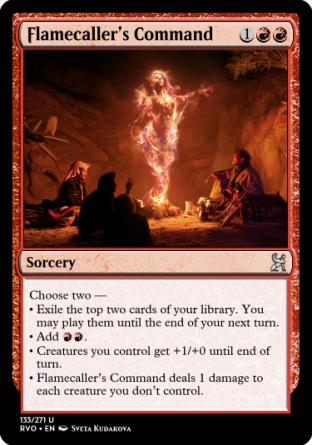 Flamecaller's Command 1
Sorcery
Choose two —
• Exile the top two cards of your library. You
may play them until the end of your next turn.
• Add RR.
• Creatures you control get +1/+0 until end of
turn.
• Flamecaller's Command deals 1 damage to
each creature you don't control.
133/271 U
RVO • EN Sveta Kudakova